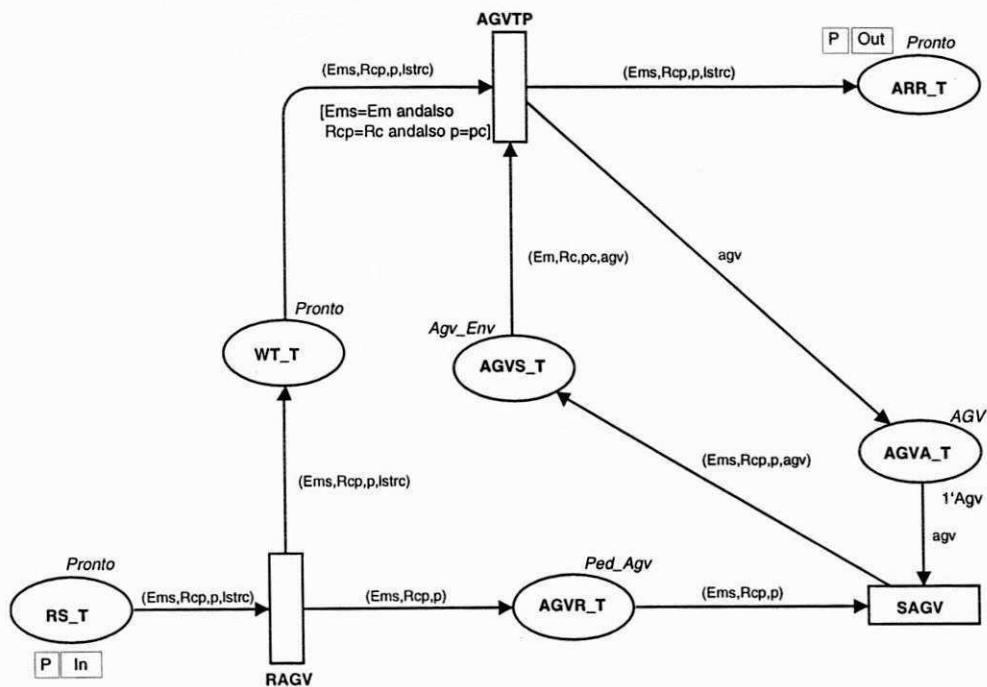 AGVTP
P Out Pronto
(Ems,Rcp,p,lstrc)
(Ems,Rcp,p,lstrc)
ARR_T
[Ems=Em andalso
Rcp=Rc andalso p=pc]
(Em,Rc,pc,agv)
agv
Pronto
WT_T
Agv_Env
AGVS_T
AGV
AGVA_T
(Ems,Rcp,p,agv)
1'Agv
agv
(Ems,Rcp,p,lstrc)
Pronto
RS_T
(Ems,Rcp,p,lstrc)
(Ems,Rcp,p)
Ped_Agv
AGVR_T
(Ems,Rcp,p)
SAGV
P In
RAGV